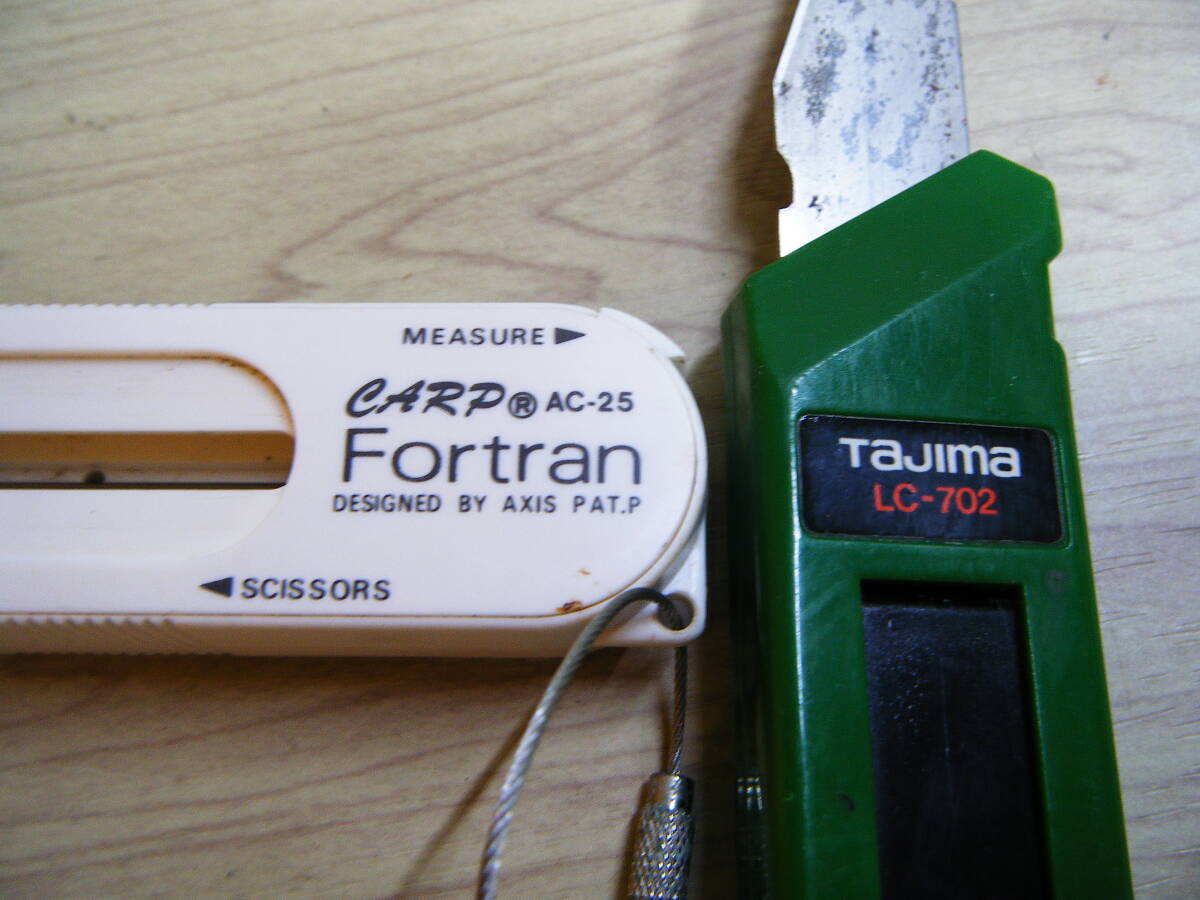 MEASURE ▶
CARP® AC-25
Fortran
DESIGNED BY AXIS PAT.P
◀ SCISSORS
TAJIMA
LC-702